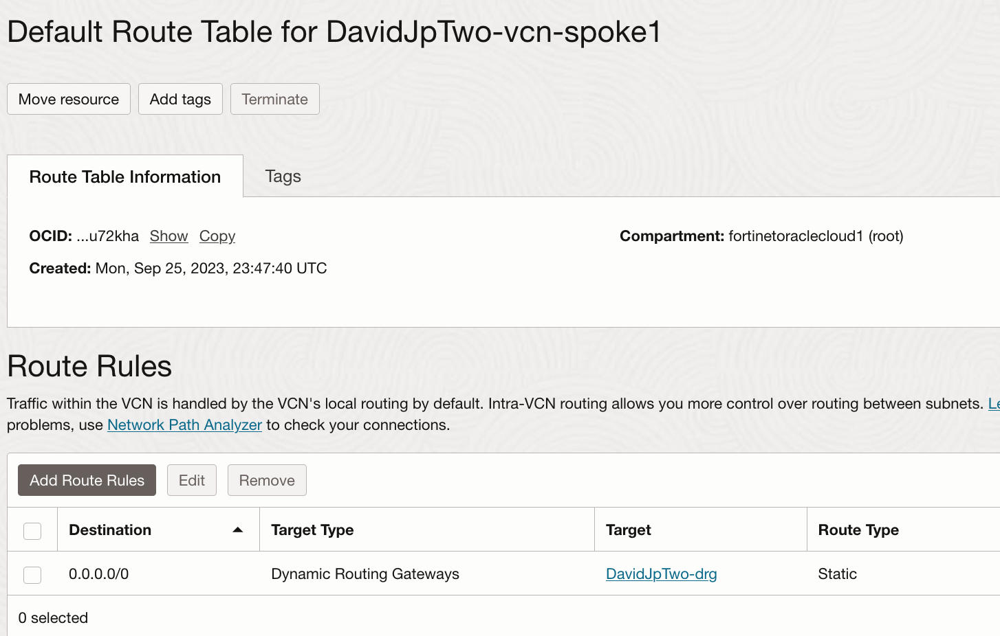 Default Route Table for DavidJpTwo-vcn-spoke1
Move resource Add tags Terminate
Route Table Information Tags
OCID: ...u72kha Show Copy Compartment: fortinetoraclecloud1 (root)
Created: Mon, Sep 25, 2023, 23:47:40 UTC
Route Rules
Traffic within the VCN is handled by the VCN's local routing by default. Intra-VCN routing allows you more control over routing between subnets.
problems, use Network Path Analyzer to check your connections.
Add Route Rules Edit Remove
Destination Target Type Target Route Type
0.0.0.0/0 Dynamic Routing Gateways DavidJpTwo-drg Static
0 selected